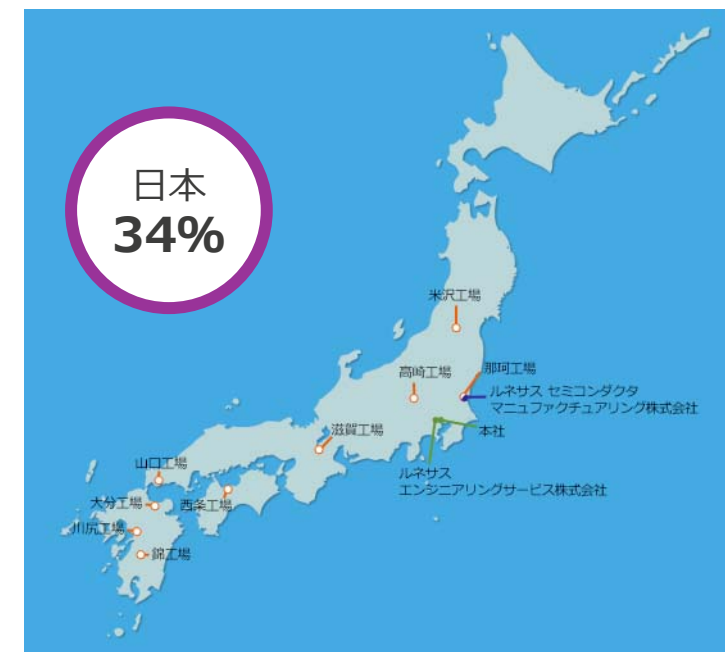 日本
34%
米沢工場
那珂工場
高崎工場
ルネサス セミコンダクタ
マニュファクチュアリング株式会社
滋賀工場
本社
山口工場
ルネサス
エンジニアリングサービス株式会社
大分工場
西条工場
川尻工場
錦工場